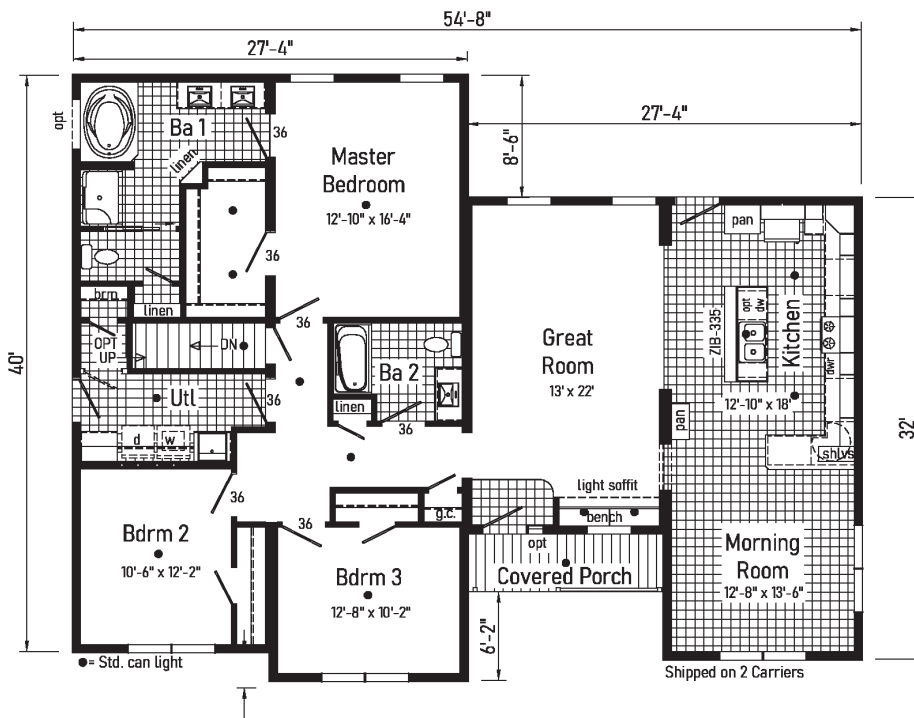 54'-8"
27'-4"
27'-4"
8'-6"
40'
32'
opt
Ba 1
36
linen
Master
Bedroom
12'-10" x 16'-4"
36
pan
brm
linen
36
OPT
UP
DN
Great
Room
13' x 22'
ZIB-335
opt
dw
Kitchen
12'-10" x 18'
dwr
Ba 2
linen
36
Utl
36
d
w
pan
shlvs
36
light soffit
bench
g.c.
36
opt
Bdrm 2
10'-6" x 12'-2"
Bdrm 3
12'-8" x 10'-2"
Covered Porch
Morning
Room
12'-8" x 13'-6"
6'-2"
= Std. can light
Shipped on 2 Carriers